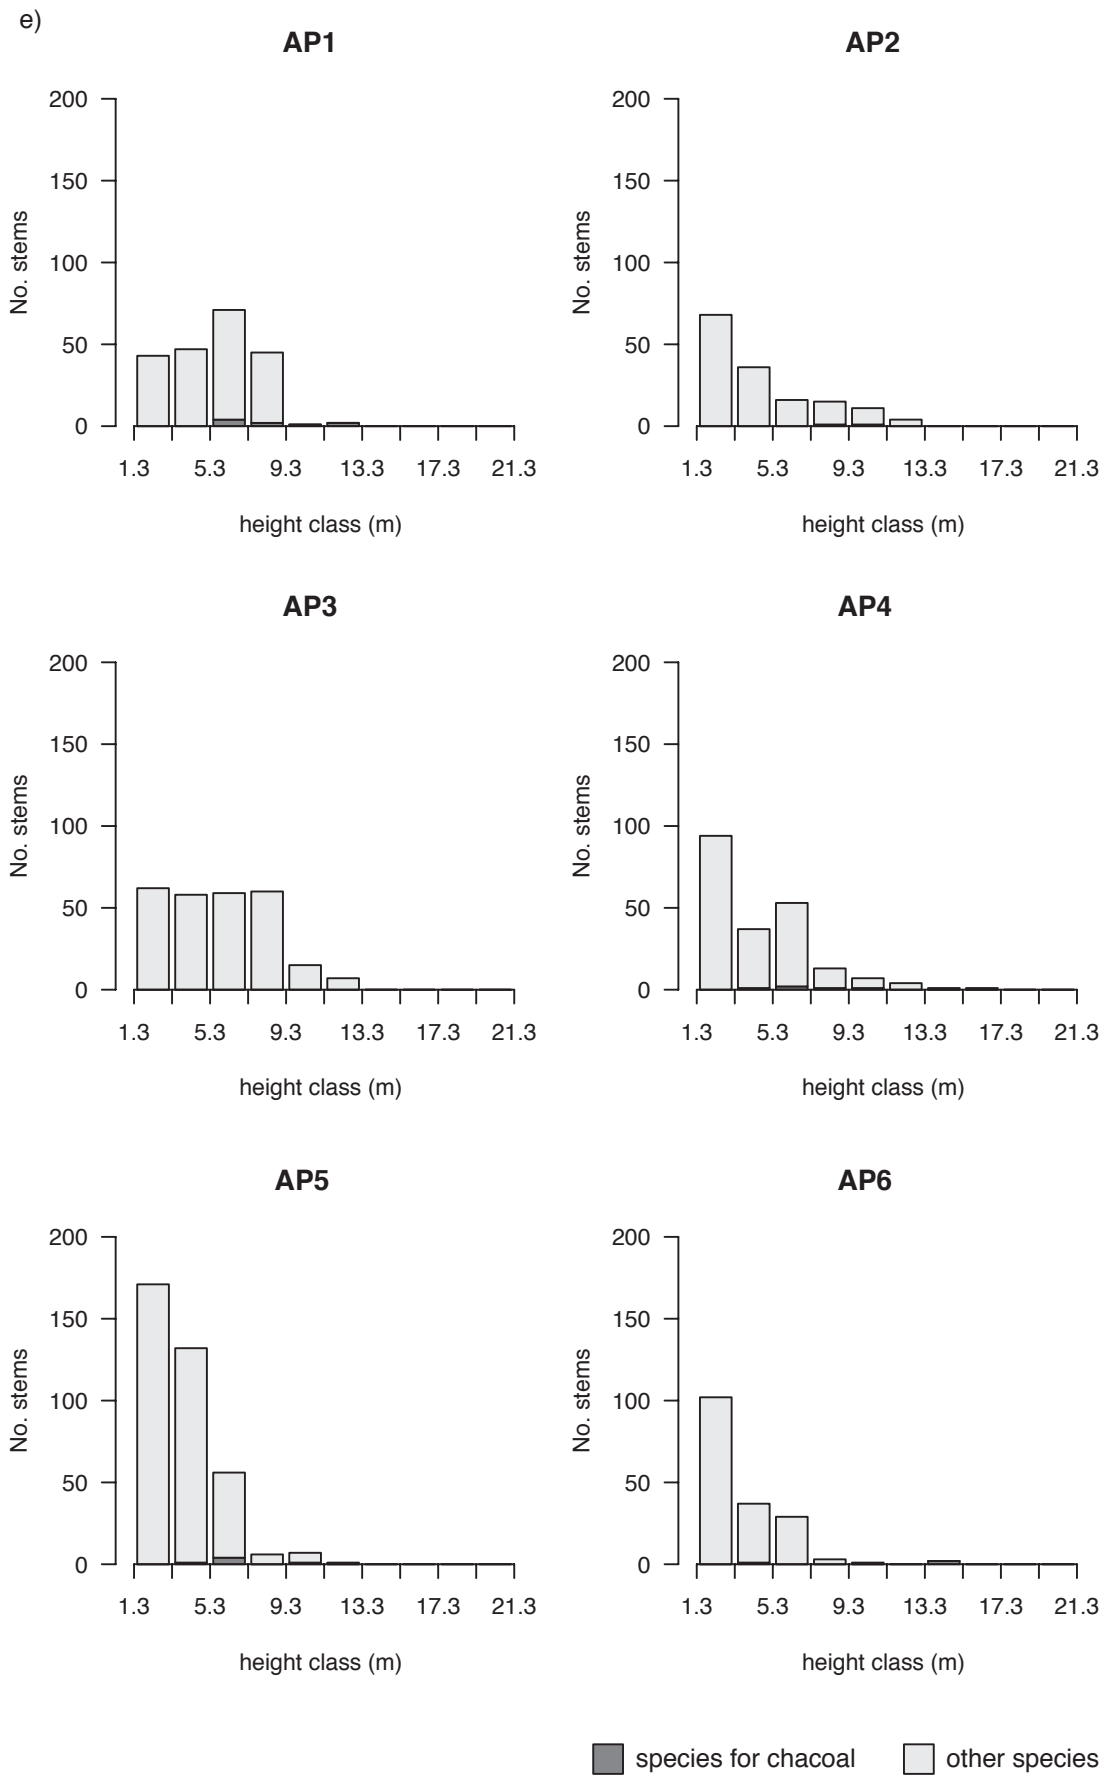 e)
AP1
AP2
200
150
100
50
0
No. stems
1.3 5.3 9.3 13.3 17.3 21.3
height class (m)
200
150
100
50
0
No. stems
1.3 5.3 9.3 13.3 17.3 21.3
height class (m)
AP3
AP4
200
150
100
50
0
No. stems
1.3 5.3 9.3 13.3 17.3 21.3
height class (m)
200
150
100
50
0
No. stems
1.3 5.3 9.3 13.3 17.3 21.3
height class (m)
AP5
AP6
200
150
100
50
0
No. stems
1.3 5.3 9.3 13.3 17.3 21.3
height class (m)
200
150
100
50
0
No. stems
1.3 5.3 9.3 13.3 17.3 21.3
height class (m)
species for chacoal
other species